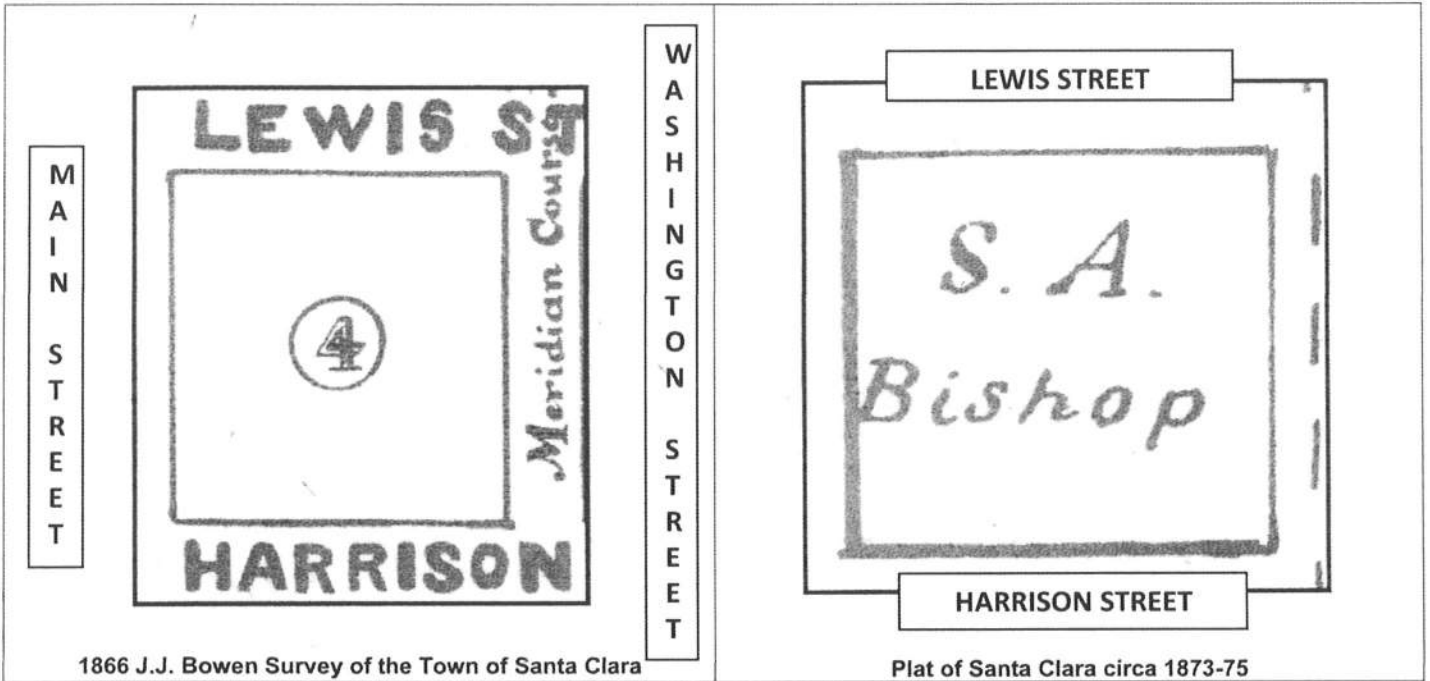 LEWIS ST
MAIN STREET
4
Meridian Course
WASHINGTON STREET
HARRISON
1866 J.J. Bowen Survey of the Town of Santa Clara
LEWIS STREET
S. A.
Bishop
HARRISON STREET
Plat of Santa Clara circa 1873-75